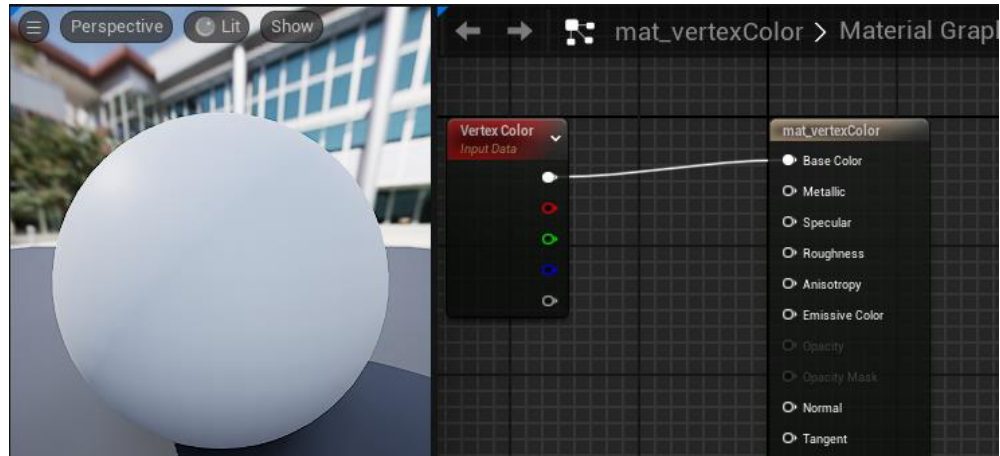 Perspective
Lit
Show
mat_vertexColor > Material Grapl
Vertex Color
Input Data
mat_vertexColor
Base Color
Metallic
Specular
Roughness
Anisotropy
Emissive Color
Opacity
Opacity Mask
Normal
Tangent